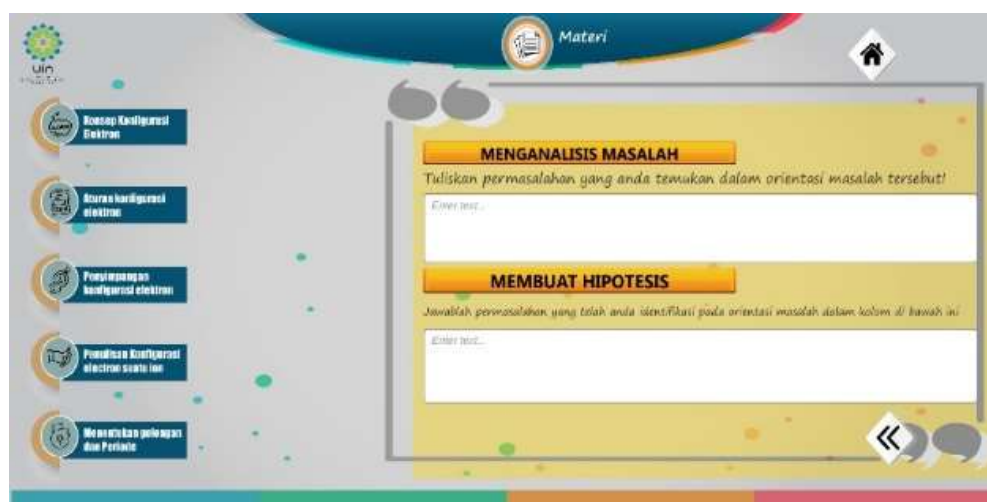 Materi
uin
Konsep Konfigurasi
Elektron
Aturan konfigurasi
elektron
Penyimpangan
konfigurasi elektron
Penulisan Konfigurasi
electron suatu ion
Menentukan golongan
dan Periode
MENGANALISIS MASALAH
Tuliskan permasalahan yang anda temukan dalam orientasi masalah tersebut!
Enter text...
MEMBUAT HIPOTESIS
Jawablah permasalahan yang telah anda identifikasi pada orientasi masalah dalam kolom di bawah ini
Enter text...